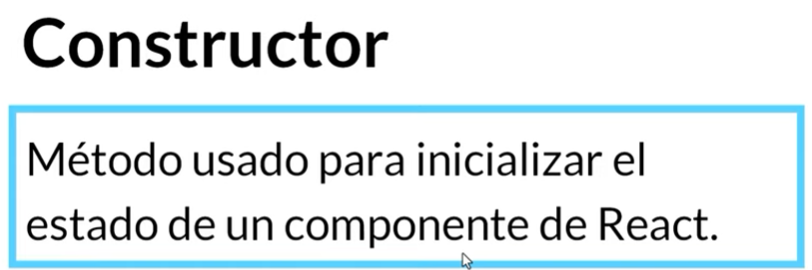 Constructor
Método usado para inicializar el
estado de un componente de React.